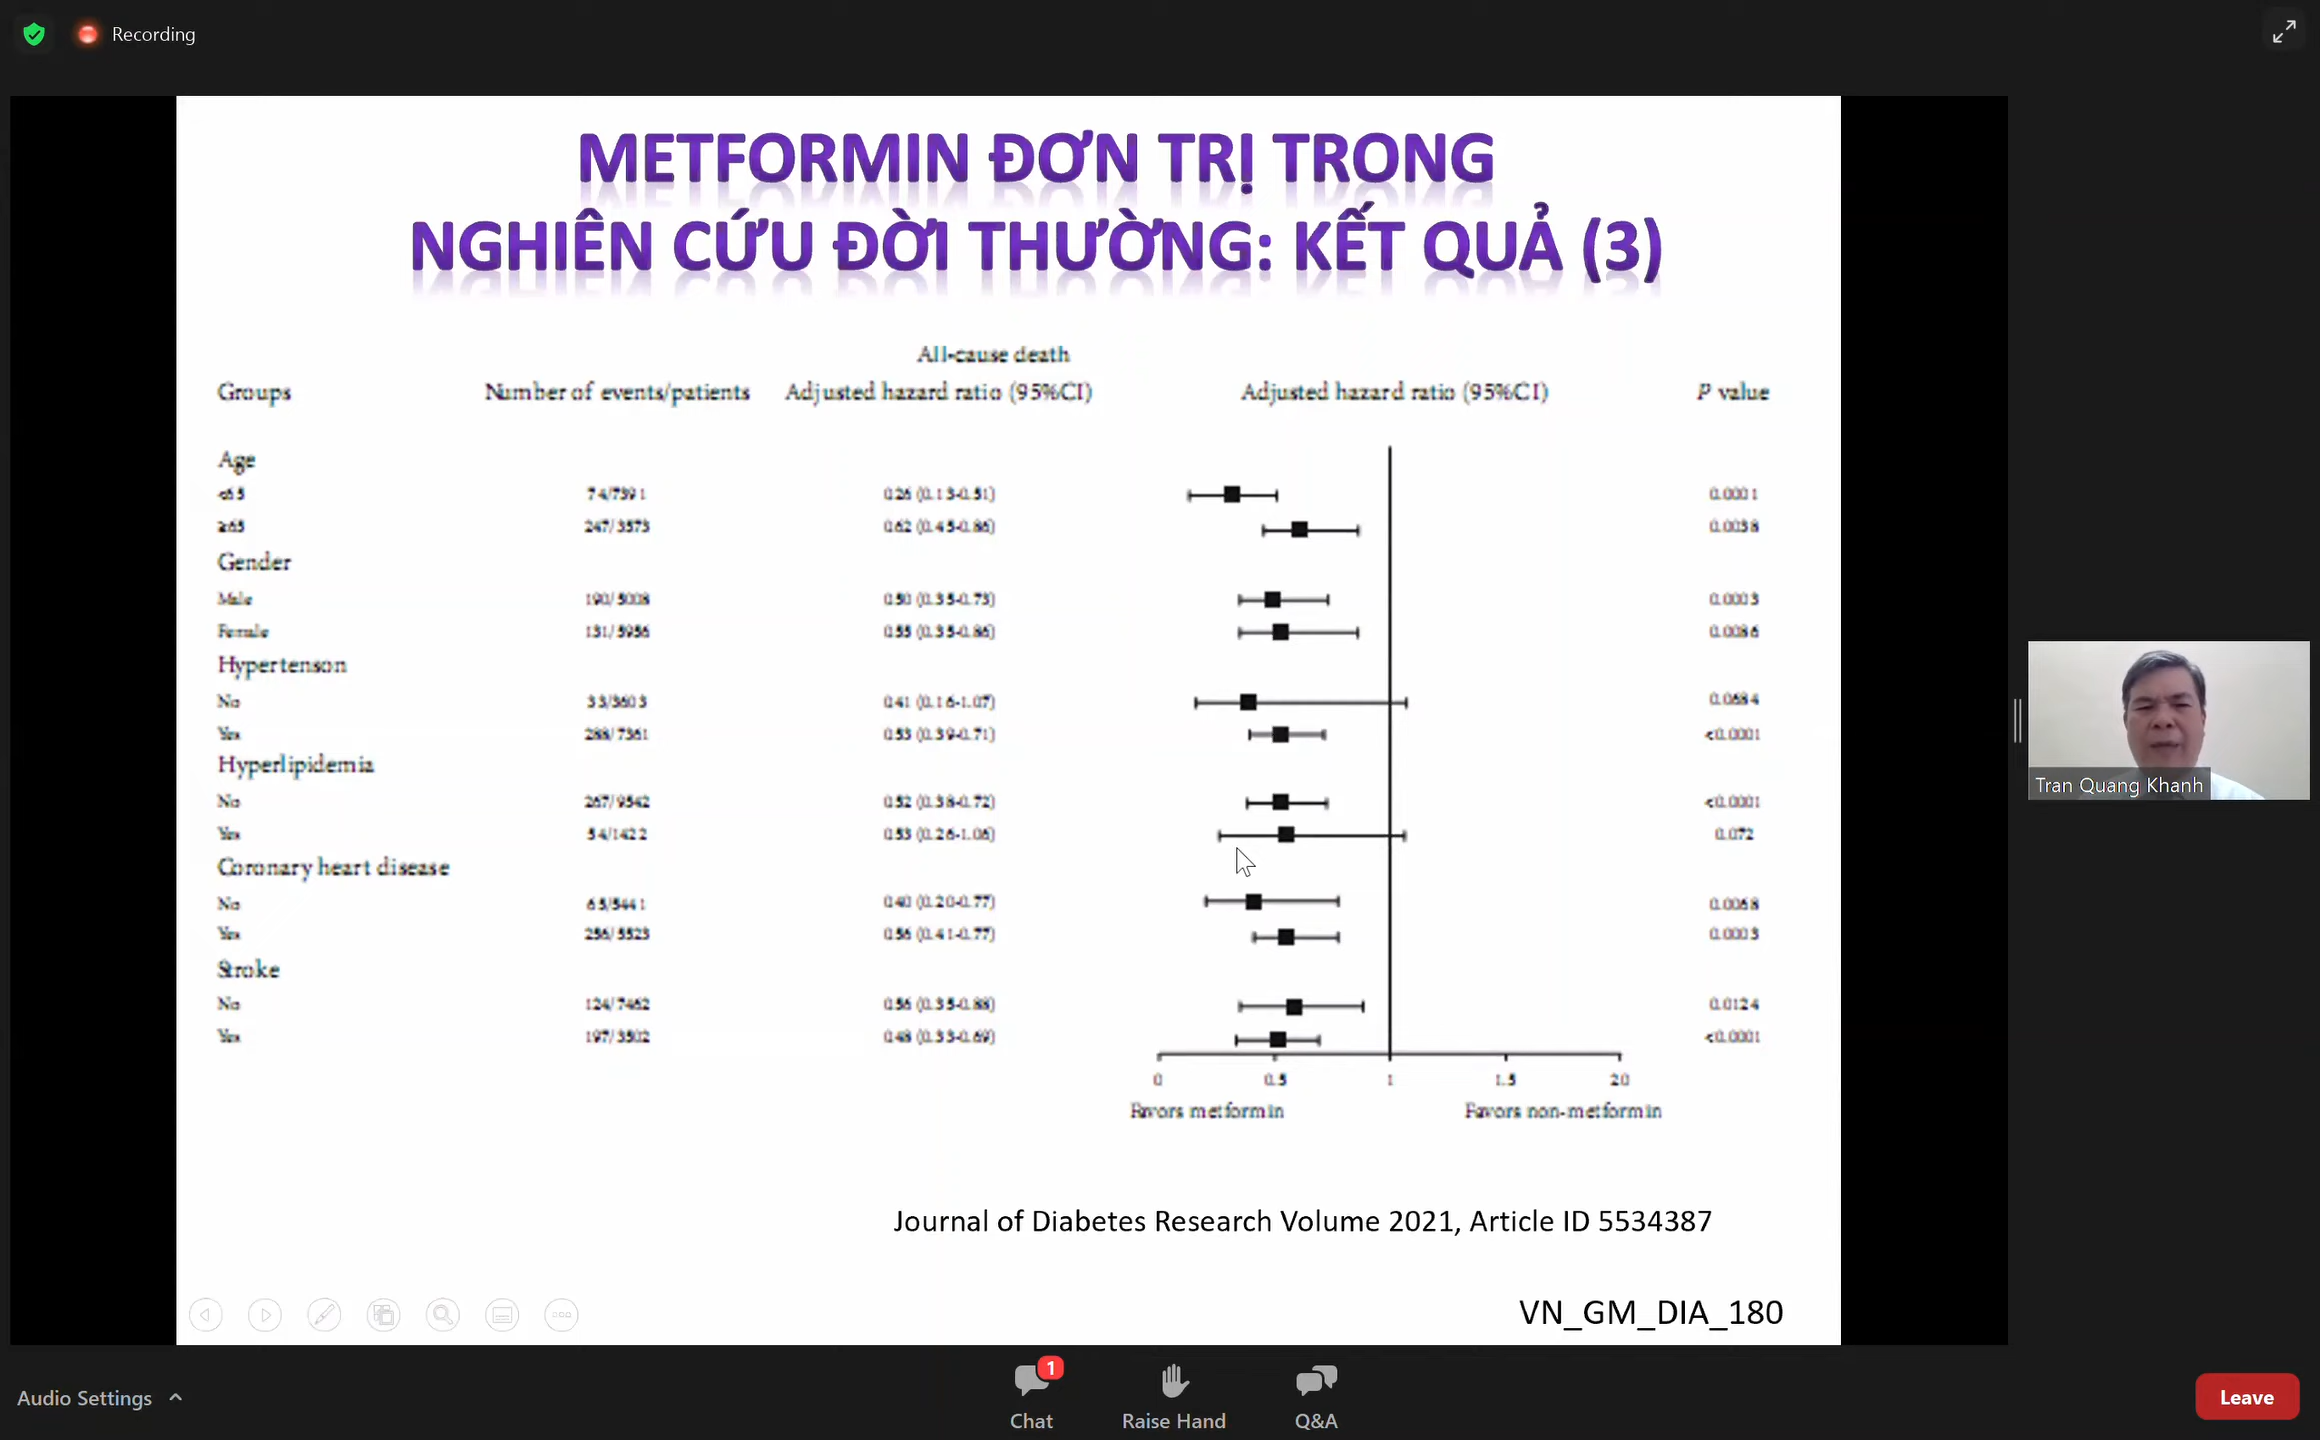 Recording
METFORMIN ĐƠN TRỊ TRONG
NGHIÊN CỨU ĐỜI THƯỜNG: KẾT QUẢ (3)
All-cause death
Groups Number of events/patients Adjusted hazard ratio (95%CI) Adjusted hazard ratio (95%CI) P value
Age
<65 74/7391 0.26 (0.13-0.51) 0.0001
≥65 247/3573 0.62 (0.45-0.86) 0.0038
Gender
Male 190/5008 0.50 (0.35-0.73) 0.0003
Female 131/5956 0.55 (0.35-0.86) 0.0086
Hypertenson
No 33/3603 0.41 (0.16-1.07) 0.0684
Yes 288/7361 0.53 (0.39-0.71) <0.0001
Hyperlipidemia
No 267/9542 0.52 (0.38-0.72) <0.0001
Yes 54/1422 0.53 (0.26-1.06) 0.072
Coronary heart disease
No 65/5441 0.40 (0.20-0.77) 0.0068
Yes 256/5523 0.56 (0.41-0.77) 0.0003
Stroke
No 124/7462 0.56 (0.35-0.88) 0.0124
Yes 197/3502 0.48 (0.33-0.69) <0.0001
0 0.5 1 1.5 2.0
Favors metformin Favors non-metformin
Journal of Diabetes Research Volume 2021, Article ID 5534387
VN_GM_DIA_180
Tran Quang Khanh
Audio Settings
1
Chat
Raise Hand
Q&A
Leave